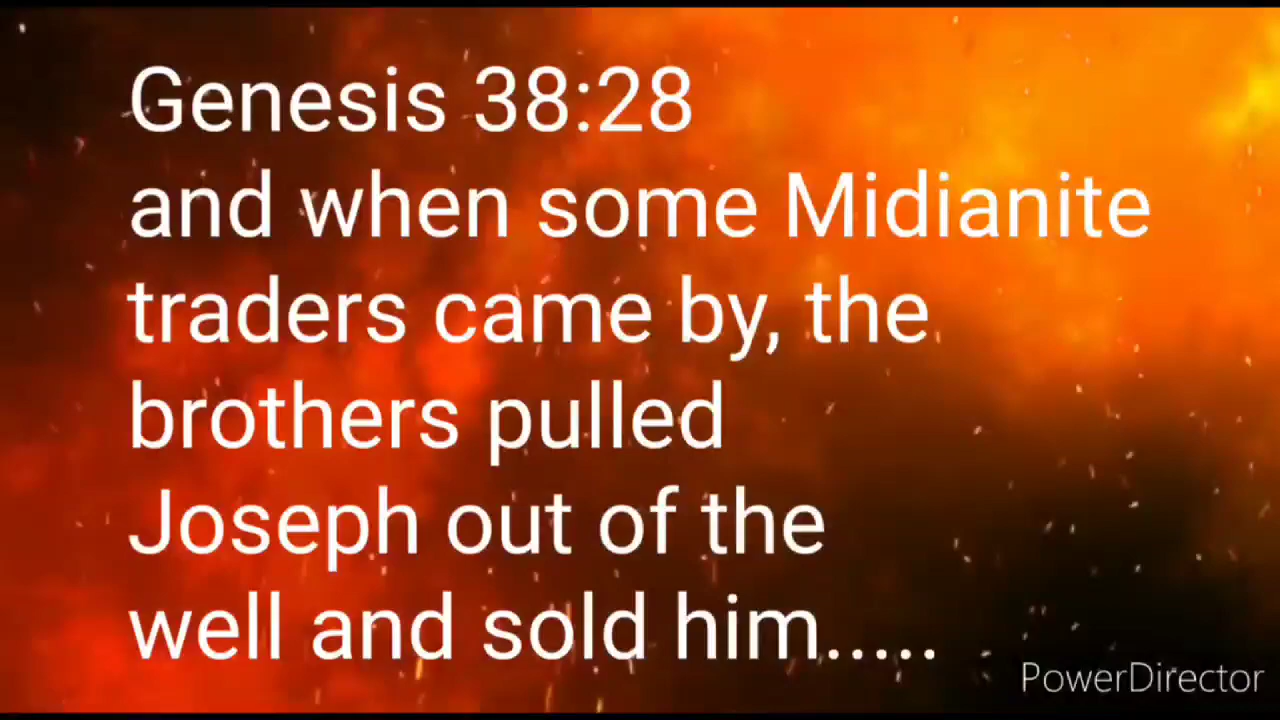 Genesis 38:28
and when some Midianite
traders came by, the
brothers pulled
Joseph out of the
well and sold him.....
PowerDirector